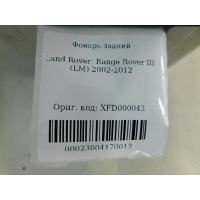 Фонарь задний
Land Rover Range Rover III
(LM) 2002-2012
Ориг. код: XFD000043
00023004170013